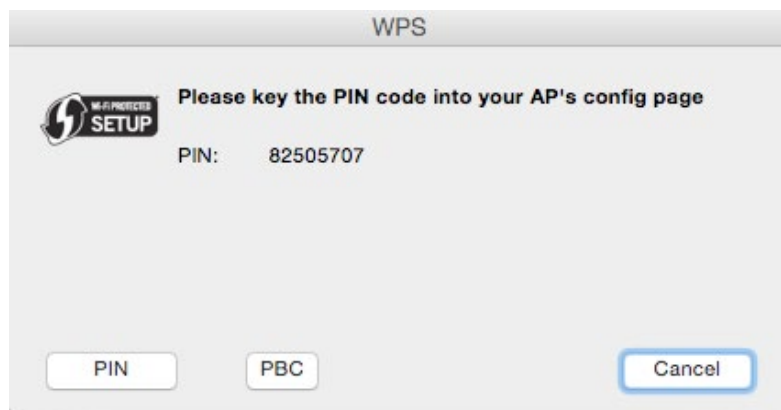 WPS
WI-FI PROTECTED
SETUP
Please key the PIN code into your AP's config page
PIN: 82505707
PIN PBC Cancel